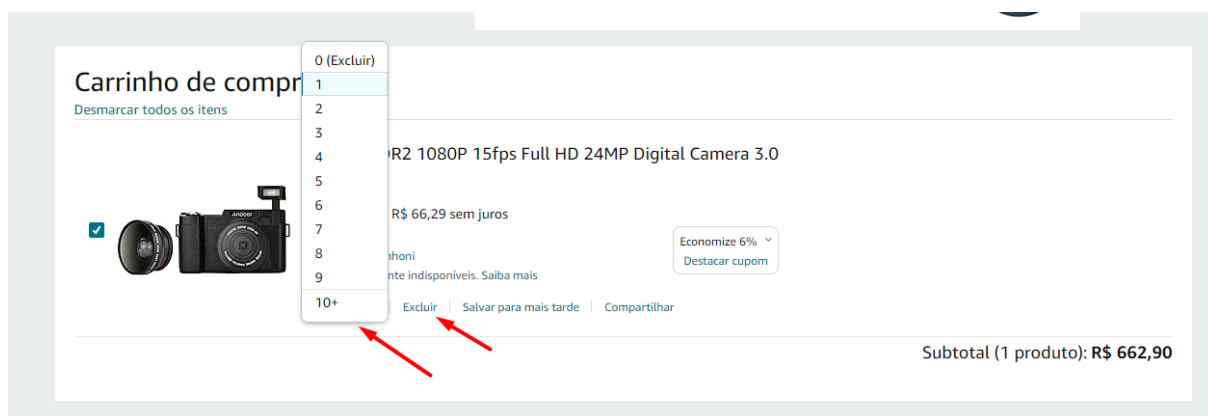 Carrinho de compr
Desmarcar todos os itens
0 (Excluir)
1
2
3
4
5
6
7
8
9
10+
R2 1080P 15fps Full HD 24MP Digital Camera 3.0
R$ 66,29 sem juros
nhoni
nte indisponíveis. Saiba mais
Economize 6%
Destacar cupom
Excluir
Salvar para mais tarde
Compartilhar
Subtotal (1 produto): R$ 662,90